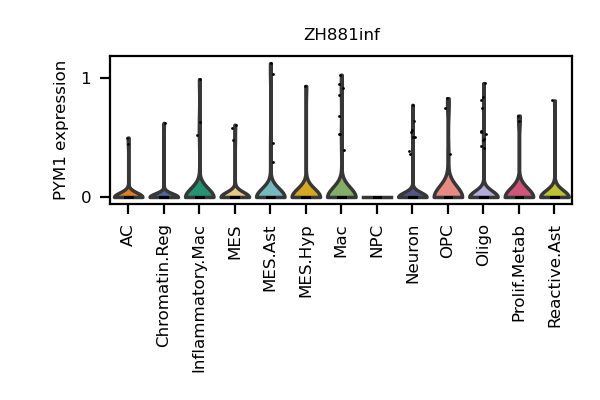 ZH881inf
PYM1 expression
1
0
AC
Chromatin.Reg
Inflammatory.Mac
MES
MES.Ast
MES.Hyp
Mac
NPC
Neuron
OPC
Oligo
Prolif.Metab
Reactive.Ast